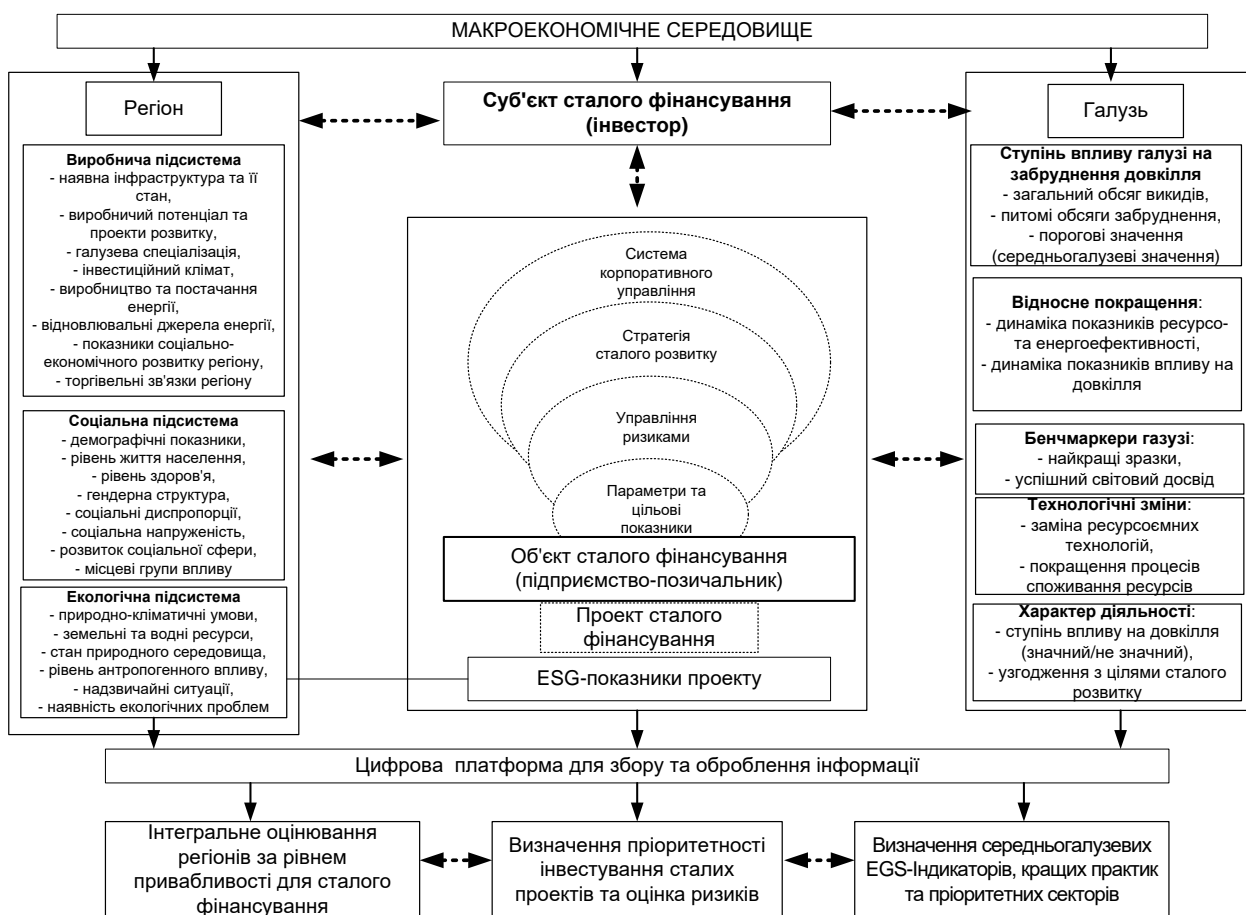 МАКРОЕКОНОМІЧНЕ СЕРЕДОВИЩЕ
Регіон
Виробнича підсистема
- наявна інфраструктура та її
стан,
- виробничий потенціал та
проекти розвитку,
- галузева спеціалізація,
- інвестиційний клімат,
- виробництво та постачання
енергії,
- відновлювальні джерела енергії,
- показники соціально-
економічного розвитку регіону,
- торгівельні зв'язки регіону
Соціальна підсистема
- демографічні показники,
- рівень життя населення,
- рівень здоров'я,
- гендерна структура,
- соціальні диспропорції,
- соціальна напруженість,
- розвиток соціальної сфери,
- місцеві групи впливу
Екологічна підсистема
- природно-кліматичні умови,
- земельні та водні ресурси,
- стан природного середовища,
- рівень антропогенного впливу,
- надзвичайні ситуації,
- наявність екологічних проблем
Суб'єкт сталого фінансування
(інвестор)
Система
корпоративного
управління
Стратегія
сталого розвитку
Управління
ризиками
Параметри та
цільові
показники
Об'єкт сталого фінансування
(підприємство-позичальник)
Проект сталого
фінансування
ESG-показники проекту
Галузь
Ступінь впливу галузі на
забруднення довкілля
- загальний обсяг викидів,
- питомі обсяги забруднення,
- порогові значення
(середньогалузеві значення)
Відносне покращення:
- динаміка показників ресурсо-
та енергоефективності,
- динаміка показників впливу на
довкілля
Бенчмаркери газузі:
- найкращі зразки,
- успішний світовий досвід
Технологічні зміни:
- заміна ресурсоємних
технологій,
- покращення процесів
споживання ресурсів
Характер діяльності:
- ступінь впливу на довкілля
(значний/не значний),
- узгодження з цілями сталого
розвитку
Цифрова платформа для збору та оброблення інформації
Інтегральне оцінювання
регіонів за рівнем
привабливості для сталого
фінансування
Визначення пріоритетності
інвестування сталих
проектів та оцінка ризиків
Визначення середньогалузевих
EGS-Індикаторів, кращих практик
та пріоритетних секторів